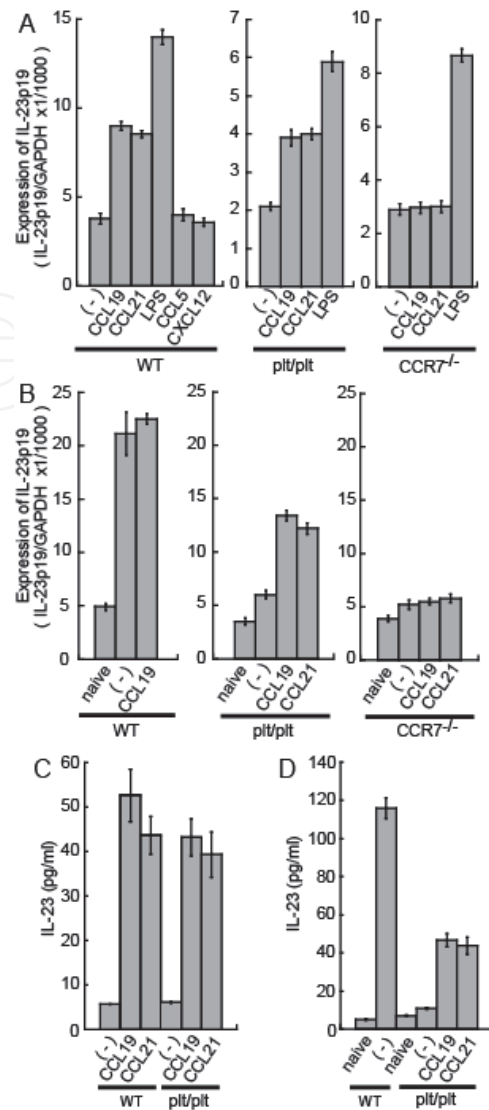 A
Expression of IL-23p19
( IL-23p19/GAPDH x1/1000)
15
10
5
0
(-)
CCL19
CCL21
LPS
CCL5
CXCL12
WT
7
6
5
4
3
2
1
0
(-)
CCL19
CCL21
LPS
plt/plt
10
8
6
4
2
0
(-)
CCL19
CCL21
LPS
CCR7-/-
B
Expression of IL-23p19
( IL-23p19/GAPDH x1/1000)
25
20
15
10
5
0
naïve
(-)
CCL19
WT
25
20
15
10
5
0
naïve
(-)
CCL19
CCL21
plt/plt
25
20
15
10
5
0
naïve
(-)
CCL19
CCL21
CCR7-/-
C
IL-23 (pg/ml)
60
50
40
30
20
10
0
(-)
CCL19
CCL21
(-)
CCL19
CCL21
WT
plt/plt
D
IL-23 (pg/ml)
140
120
100
80
60
40
20
0
naïve
(-)
naïve
(-)
CCL19
CCL21
WT
plt/plt